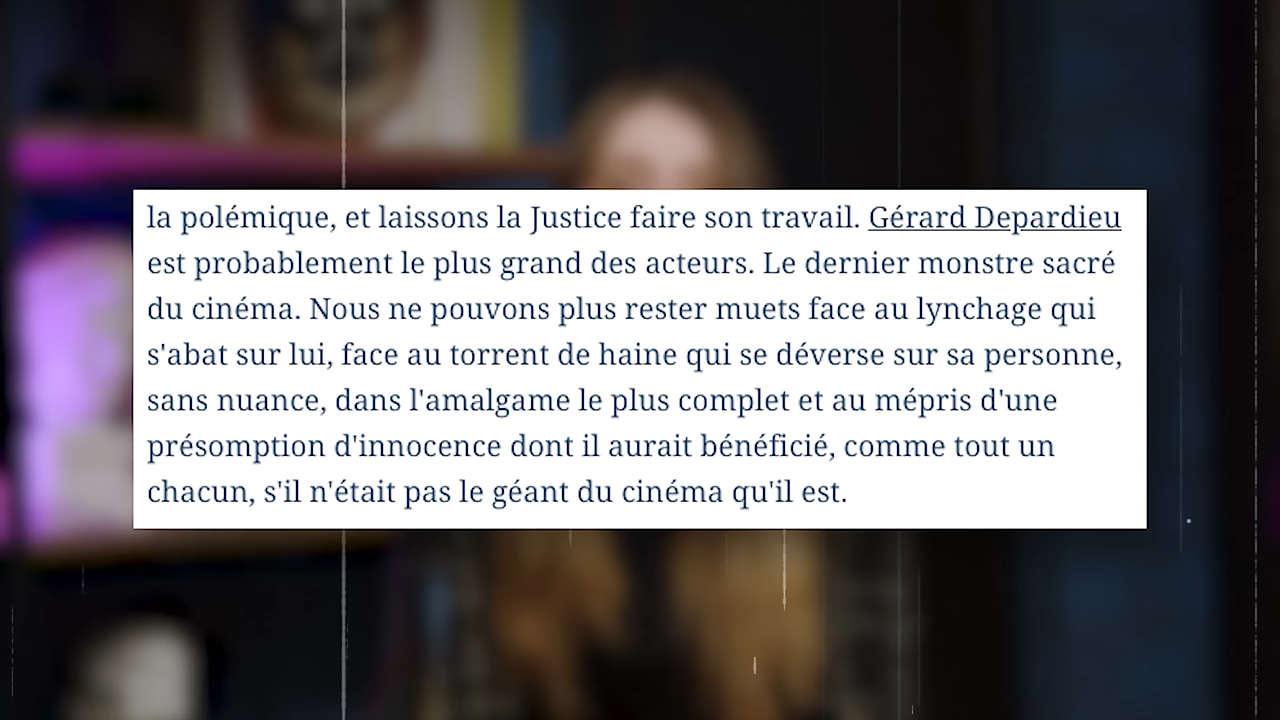 la polémique, et laissons la Justice faire son travail. Gérard Depardieu
est probablement le plus grand des acteurs. Le dernier monstre sacré
du cinéma. Nous ne pouvons plus rester muets face au lynchage qui
s'abat sur lui, face au torrent de haine qui se déverse sur sa personne,
sans nuance, dans l'amalgame le plus complet et au mépris d'une
présomption d'innocence dont il aurait bénéficié, comme tout un
chacun, s'il n'était pas le géant du cinéma qu'il est.